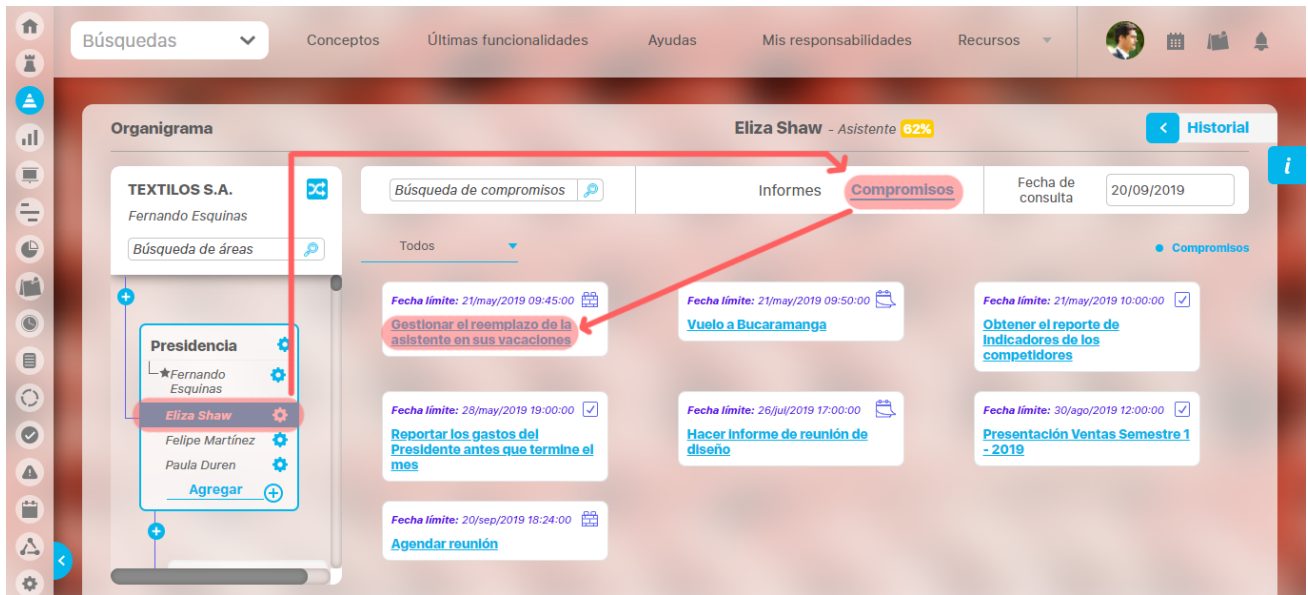 Búsquedas
Conceptos
Últimas funcionalidades
Ayudas
Mis responsabilidades
Recursos
Organigrama
Eliza Shaw - Asistente 62%
Historial
i
TEXTILOS S.A.
Fernando Esquinas
Búsqueda de áreas
Búsqueda de compromisos
Informes
Compromisos
Fecha de
consulta
20/09/2019
Todos
Compromisos
Presidencia
Fernando
Esquinas
Eliza Shaw
Felipe Martínez
Paula Duren
Agregar
Fecha límite: 21/may/2019 09:45:00
Gestionar el reemplazo de la
asistente en sus vacaciones
Fecha límite: 21/may/2019 09:50:00
Vuelo a Bucaramanga
Fecha límite: 21/may/2019 10:00:00
Obtener el reporte de
Indicadores de los
competidores
Fecha límite: 28/may/2019 19:00:00
Reportar los gastos del
Presidente antes que termine el
mes
Fecha límite: 26/jul/2019 17:00:00
Hacer informe de reunión de
diseño
Fecha límite: 30/ago/2019 12:00:00
Presentación Ventas Semestre 1
- 2019
Fecha límite: 20/sep/2019 18:24:00
Agendar reunión